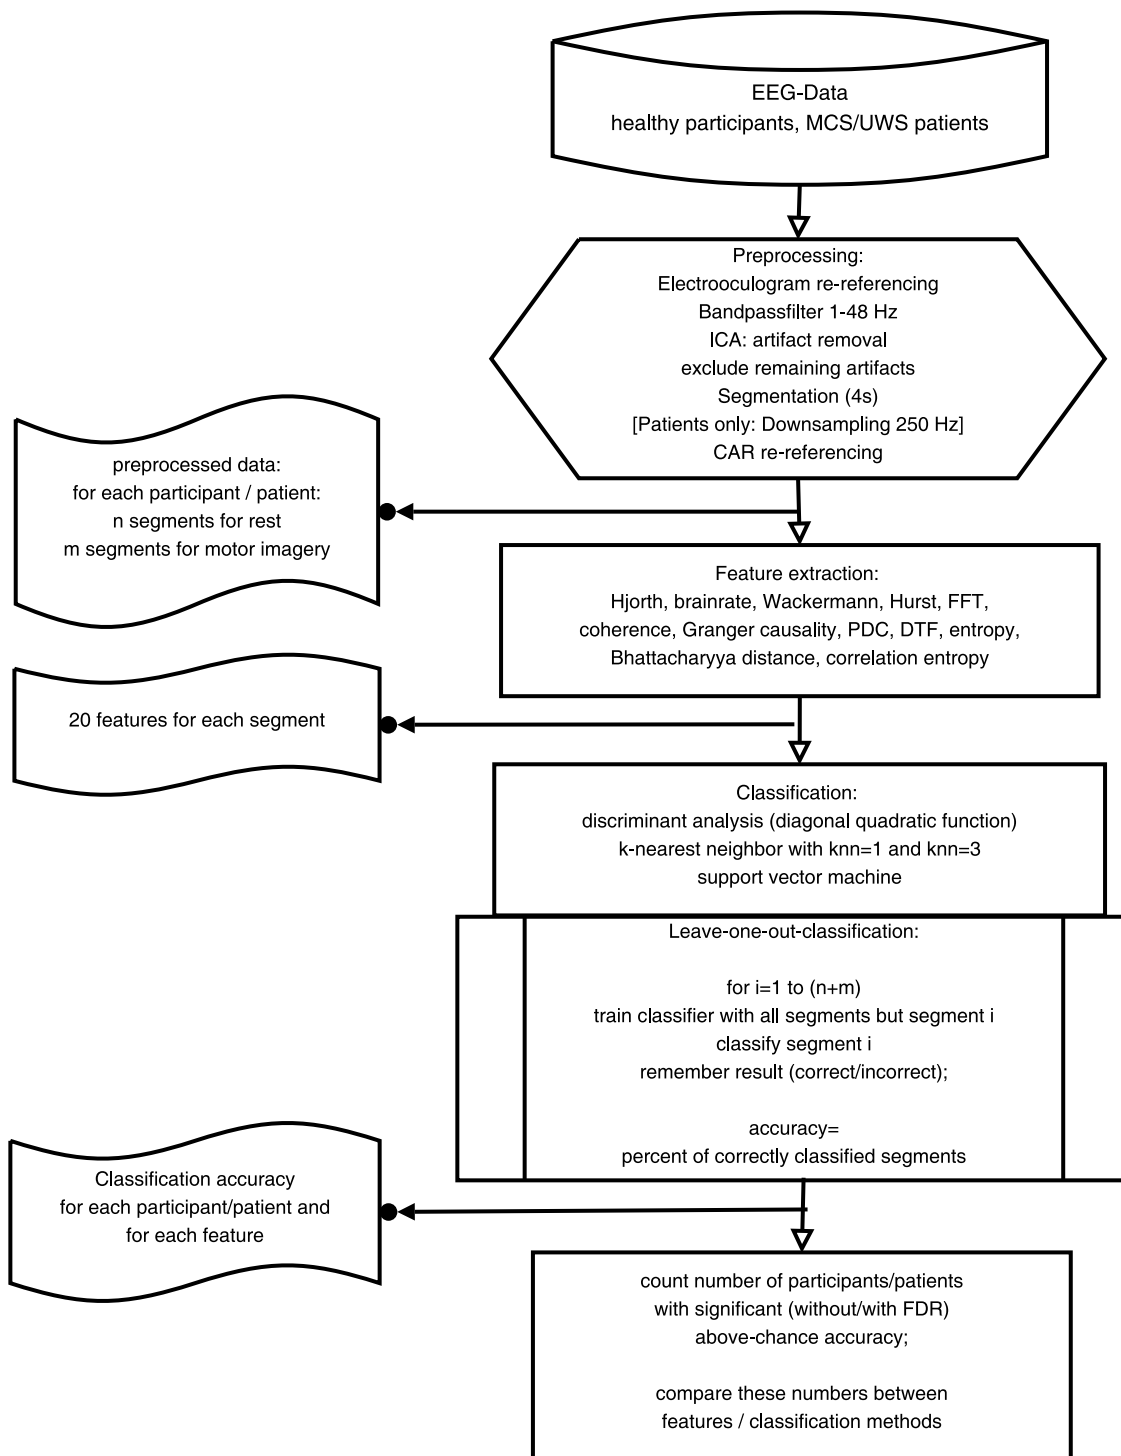 EEG-Data
healthy participants, MCS/UWS patients
Preprocessing:
Electrooculogram re-referencing
Bandpassfilter 1-48 Hz
ICA: artifact removal
exclude remaining artifacts
Segmentation (4s)
[Patients only: Downsampling 250 Hz]
CAR re-referencing
preprocessed data:
for each participant / patient:
n segments for rest
m segments for motor imagery
Feature extraction:
Hjorth, brainrate, Wackermann, Hurst, FFT,
coherence, Granger causality, PDC, DTF, entropy,
Bhattacharyya distance, correlation entropy
20 features for each segment
Classification:
discriminant analysis (diagonal quadratic function)
k-nearest neighbor with knn=1 and knn=3
support vector machine
Leave-one-out-classification:
for i=1 to (n+m)
train classifier with all segments but segment i
classify segment i
remember result (correct/incorrect);
accuracy=
percent of correctly classified segments
Classification accuracy
for each participant/patient and
for each feature
count number of participants/patients
with significant (without/with FDR)
above-chance accuracy;
compare these numbers between
features / classification methods